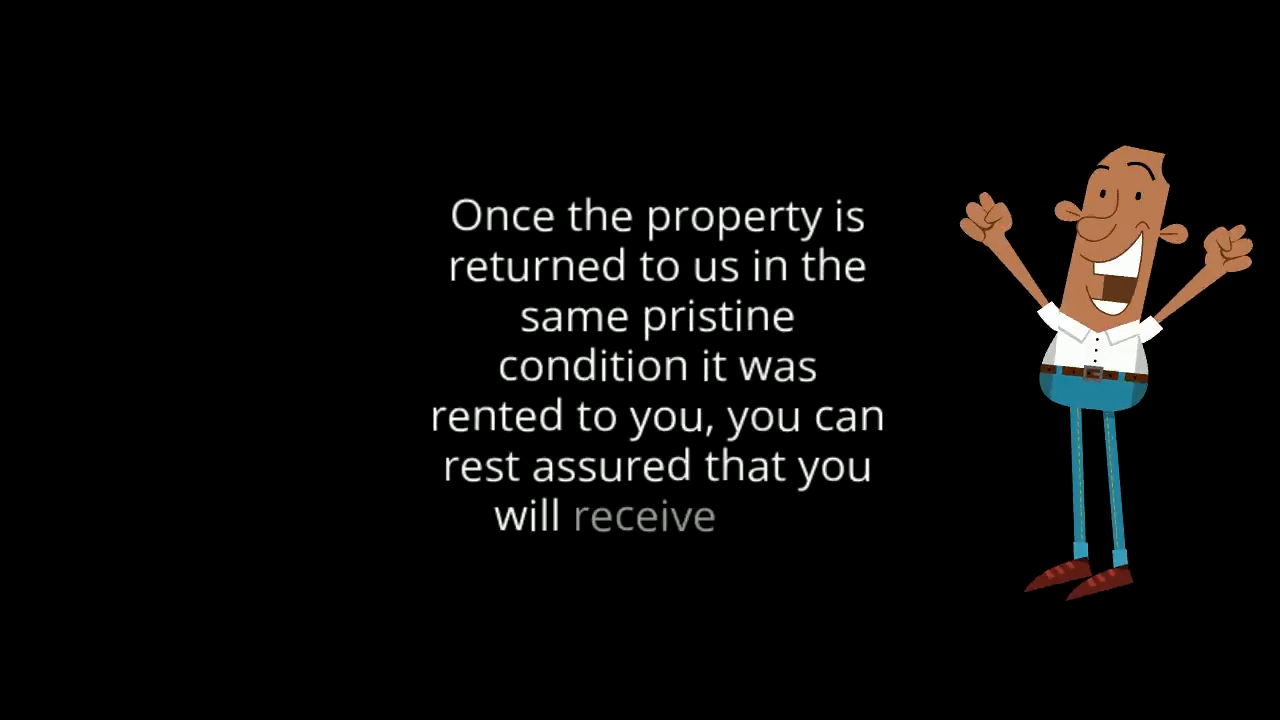 Once the property is
returned to us in the
same pristine
condition it was
rented to you, you can
rest assured that you
will receive